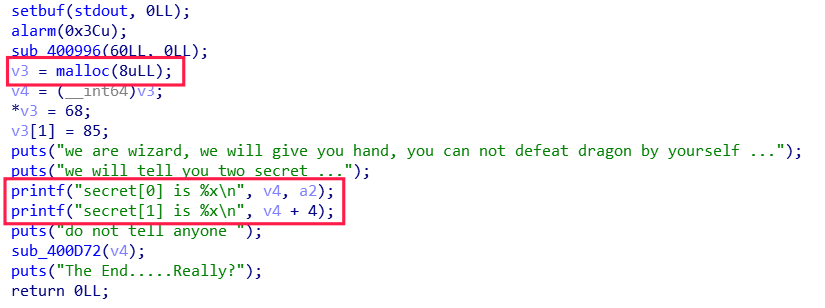 setbuf(stdout, 0LL);
alarm(0x3Cu);
sub_400996(60LL, 0LL);
v3 = malloc(8uLL);
v4 = (__int64)v3;
*v3 = 68;
v3[1] = 85;
puts("we are wizard, we will give you hand, you can not defeat dragon by yourself ...");
puts("we will tell you two secret ...");
printf("secret[0] is %x\n", v4, a2);
printf("secret[1] is %x\n", v4 + 4);
puts("do not tell anyone ");
sub_400D72(v4);
puts("The End.....Really?");
return 0LL;